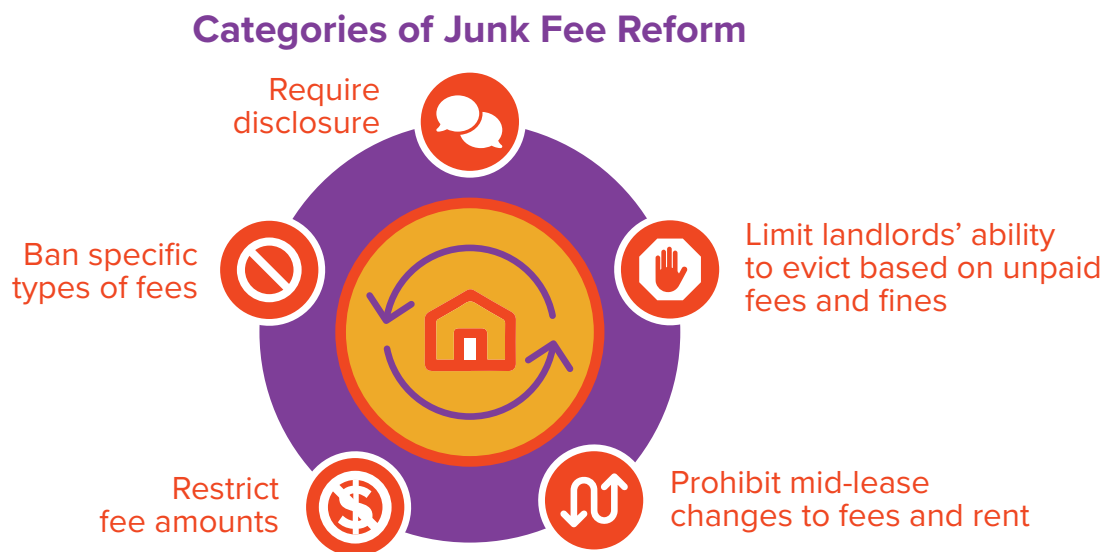 Categories of Junk Fee Reform
Require
disclosure
Limit landlords’ ability
to evict based on unpaid
fees and fines
Prohibit mid-lease
changes to fees and rent
Restrict
fee amounts
Ban specific
types of fees